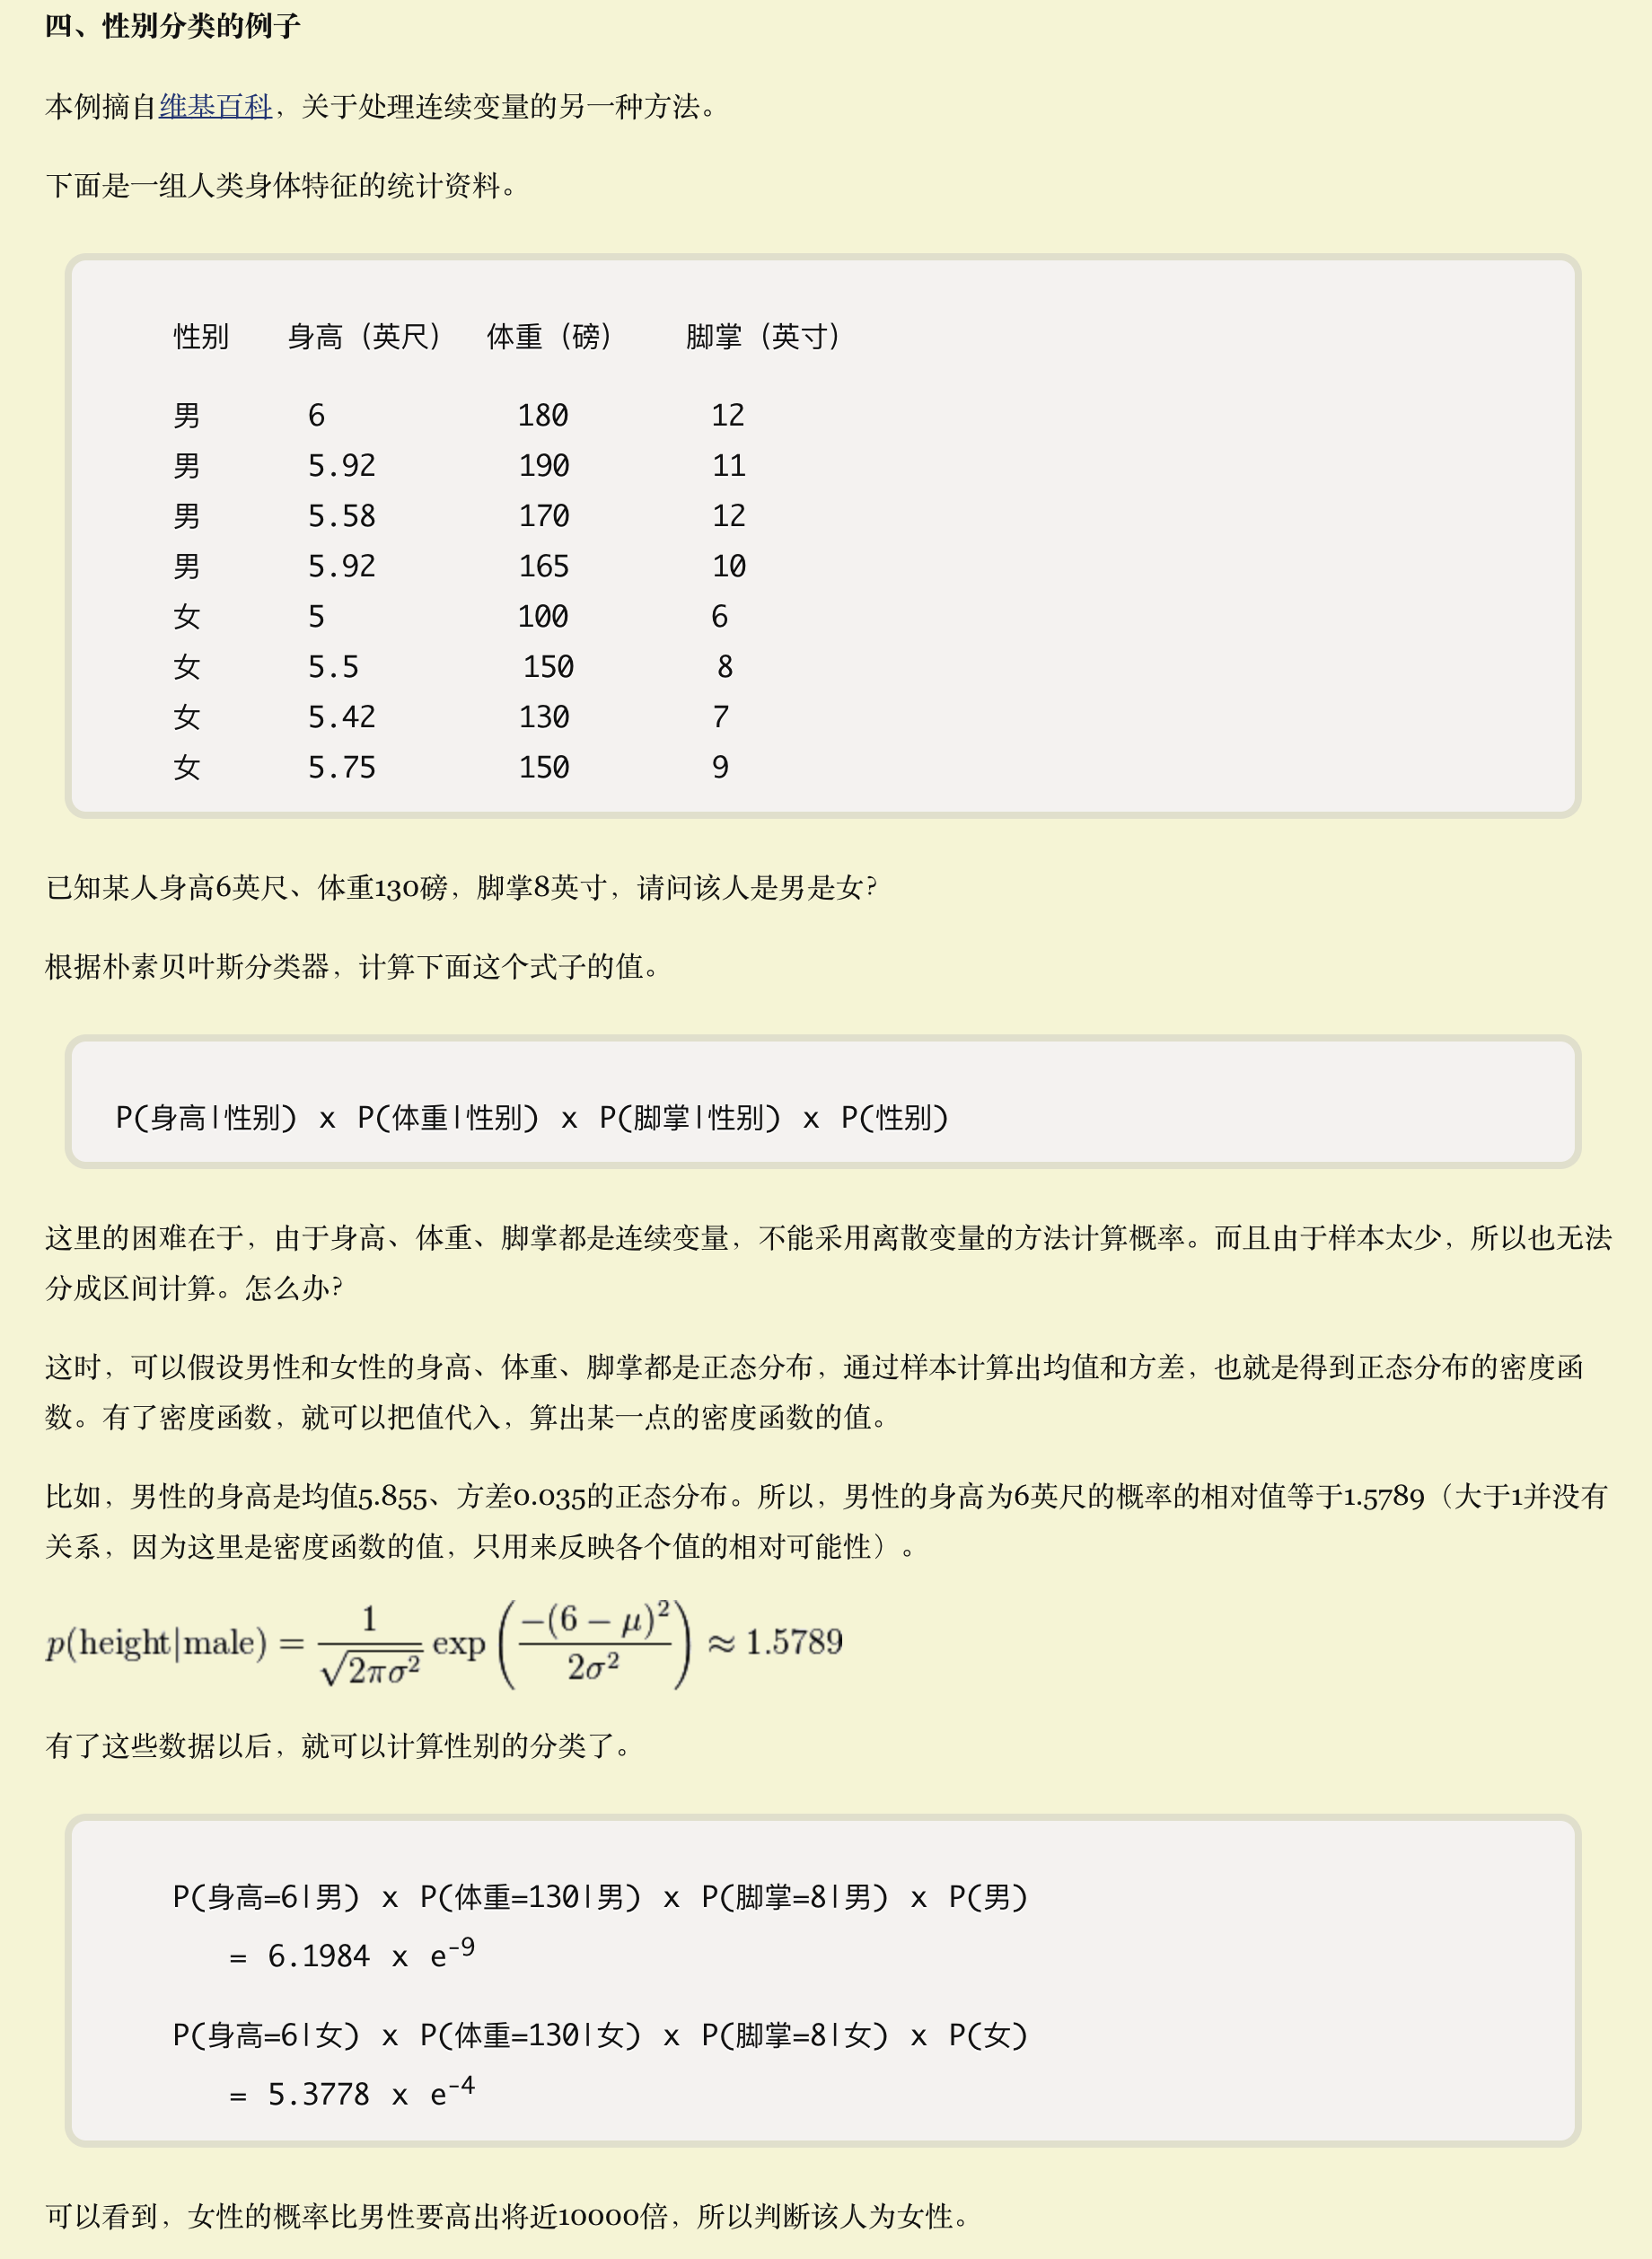 四、性别分类的例子
本例摘自维基百科，关于处理连续变量的另一种方法。
下面是一组人类身体特征的统计资料。
性别 身高（英尺） 体重（磅） 脚掌（英寸）
男 6 180 12
男 5.92 190 11
男 5.58 170 12
男 5.92 165 10
女 5 100 6
女 5.5 150 8
女 5.42 130 7
女 5.75 150 9
已知某人身高6英尺、体重130磅，脚掌8英寸，请问该人是男是女？
根据朴素贝叶斯分类器，计算下面这个式子的值。
P(身高|性别) x P(体重|性别) x P(脚掌|性别) x P(性别)
这里的困难在于，由于身高、体重、脚掌都是连续变量，不能采用离散变量的方法计算概率。而且由于样本太少，所以也无法
分成区间计算。怎么办？
这时，可以假设男性和女性的身高、体重、脚掌都是正态分布，通过样本计算出均值和方差，也就是得到正态分布的密度函
数。有了密度函数，就可以把值代入，算出某一点的密度函数的值。
比如，男性的身高是均值5.855、方差0.035的正态分布。所以，男性的身高为6英尺的概率的相对值等于1.5789（大于1并没有
关系，因为这里是密度函数的值，只用来反映各个值的相对可能性）。
p(height|male) = \frac{1}{\sqrt{2πσ^2}} exp \left( \frac{-(6 − μ)^2}{2σ^2} \right) ≈ 1.5789
有了这些数据以后，就可以计算性别的分类了。
P(身高=6|男) x P(体重=130|男) x P(脚掌=8|男) x P(男)
= 6.1984 x e⁻⁹
P(身高=6|女) x P(体重=130|女) x P(脚掌=8|女) x P(女)
= 5.3778 x e⁻⁴
可以看到，女性的概率比男性要高出将近10000倍，所以判断该人为女性。